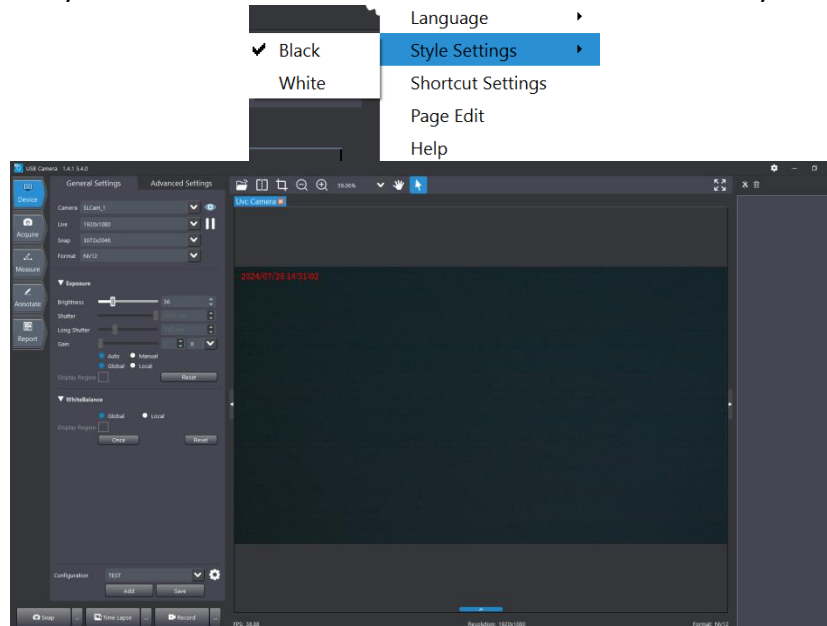 Language
Black
Style Settings
White
Shortcut Settings
Page Edit
Help
USB Camera 1.4.1 5.4.0
General Settings
Advanced Settings
Device
Camera SLCam_1
Live 1920x1080
Snap 3072x2048
Format NV12
Acquire
Measure
Annotate
Report
Exposure
Brightness 56
Shutter
Long Shutter
Gain
x
Auto Manual
Global Local
Display Region
Reset
WhiteBalance
Global Local
Display Region
Once
Reset
Configuration TEST
Add
Save
Snap ..
Time Lapse ..
Record ..
Uvc Camera
2024/07/26 14:31:02
Resolution: 1920x1080
Format: NV12